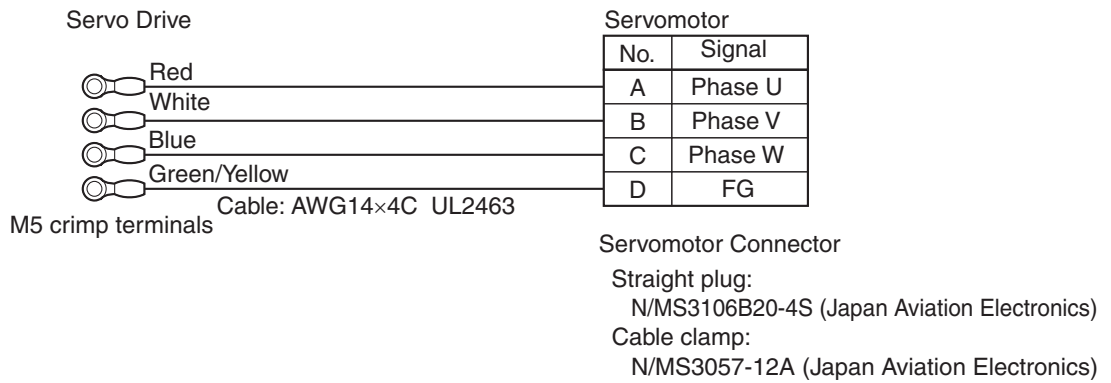 Servo Drive
Servomotor
No. Signal
Red
A Phase U
White
B Phase V
Blue
C Phase W
Green/Yellow
D FG
Cable: AWG14×4C UL2463
M5 crimp terminals
Servomotor Connector
Straight plug:
N/MS3106B20-4S (Japan Aviation Electronics)
Cable clamp:
N/MS3057-12A (Japan Aviation Electronics)